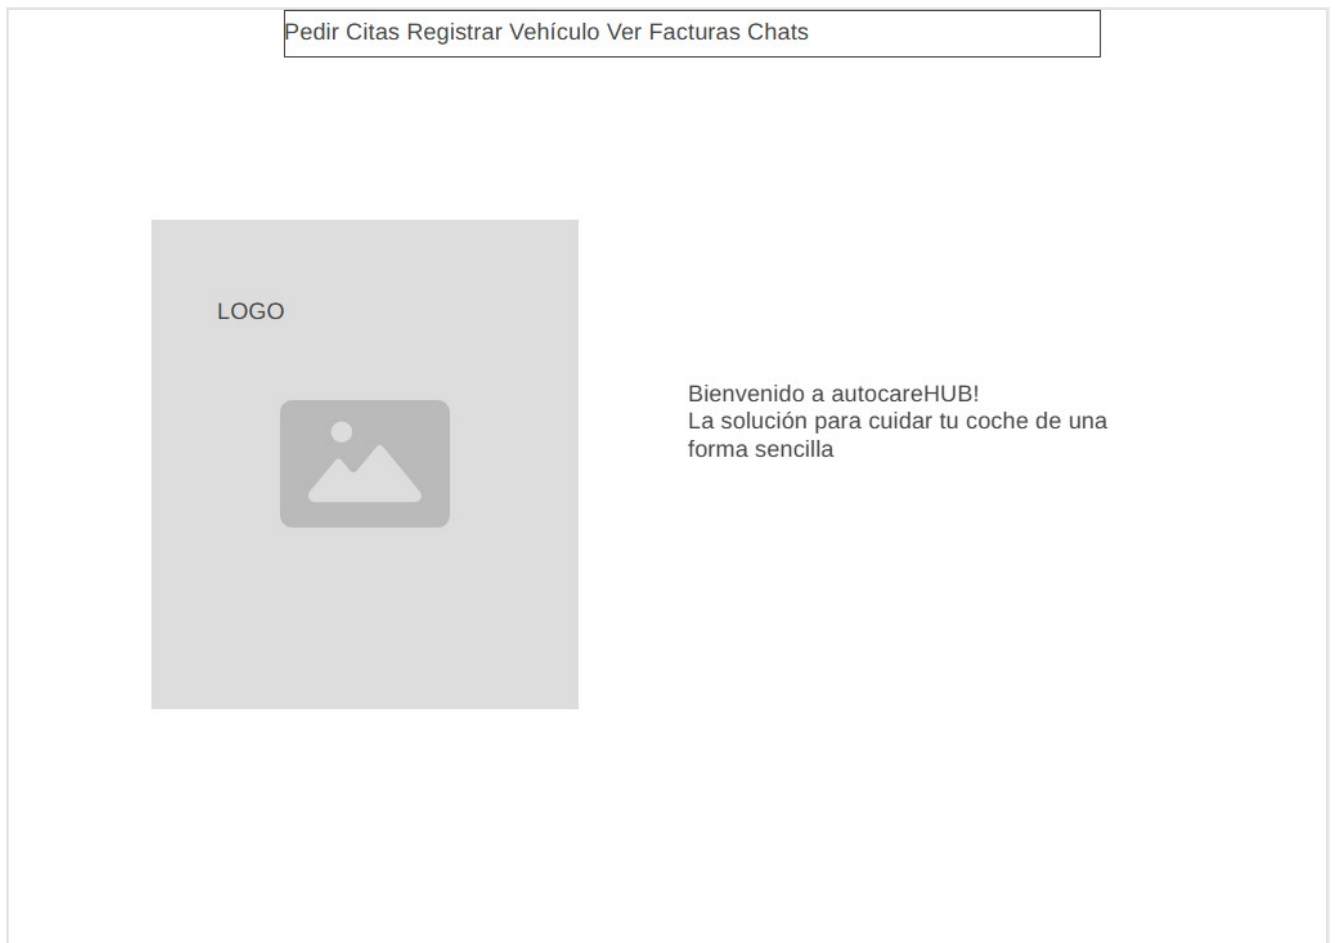 Pedir Citas Registrar Vehículo Ver Facturas Chats
LOGO
Bienvenido a autocareHUB!
La solución para cuidar tu coche de una
forma sencilla